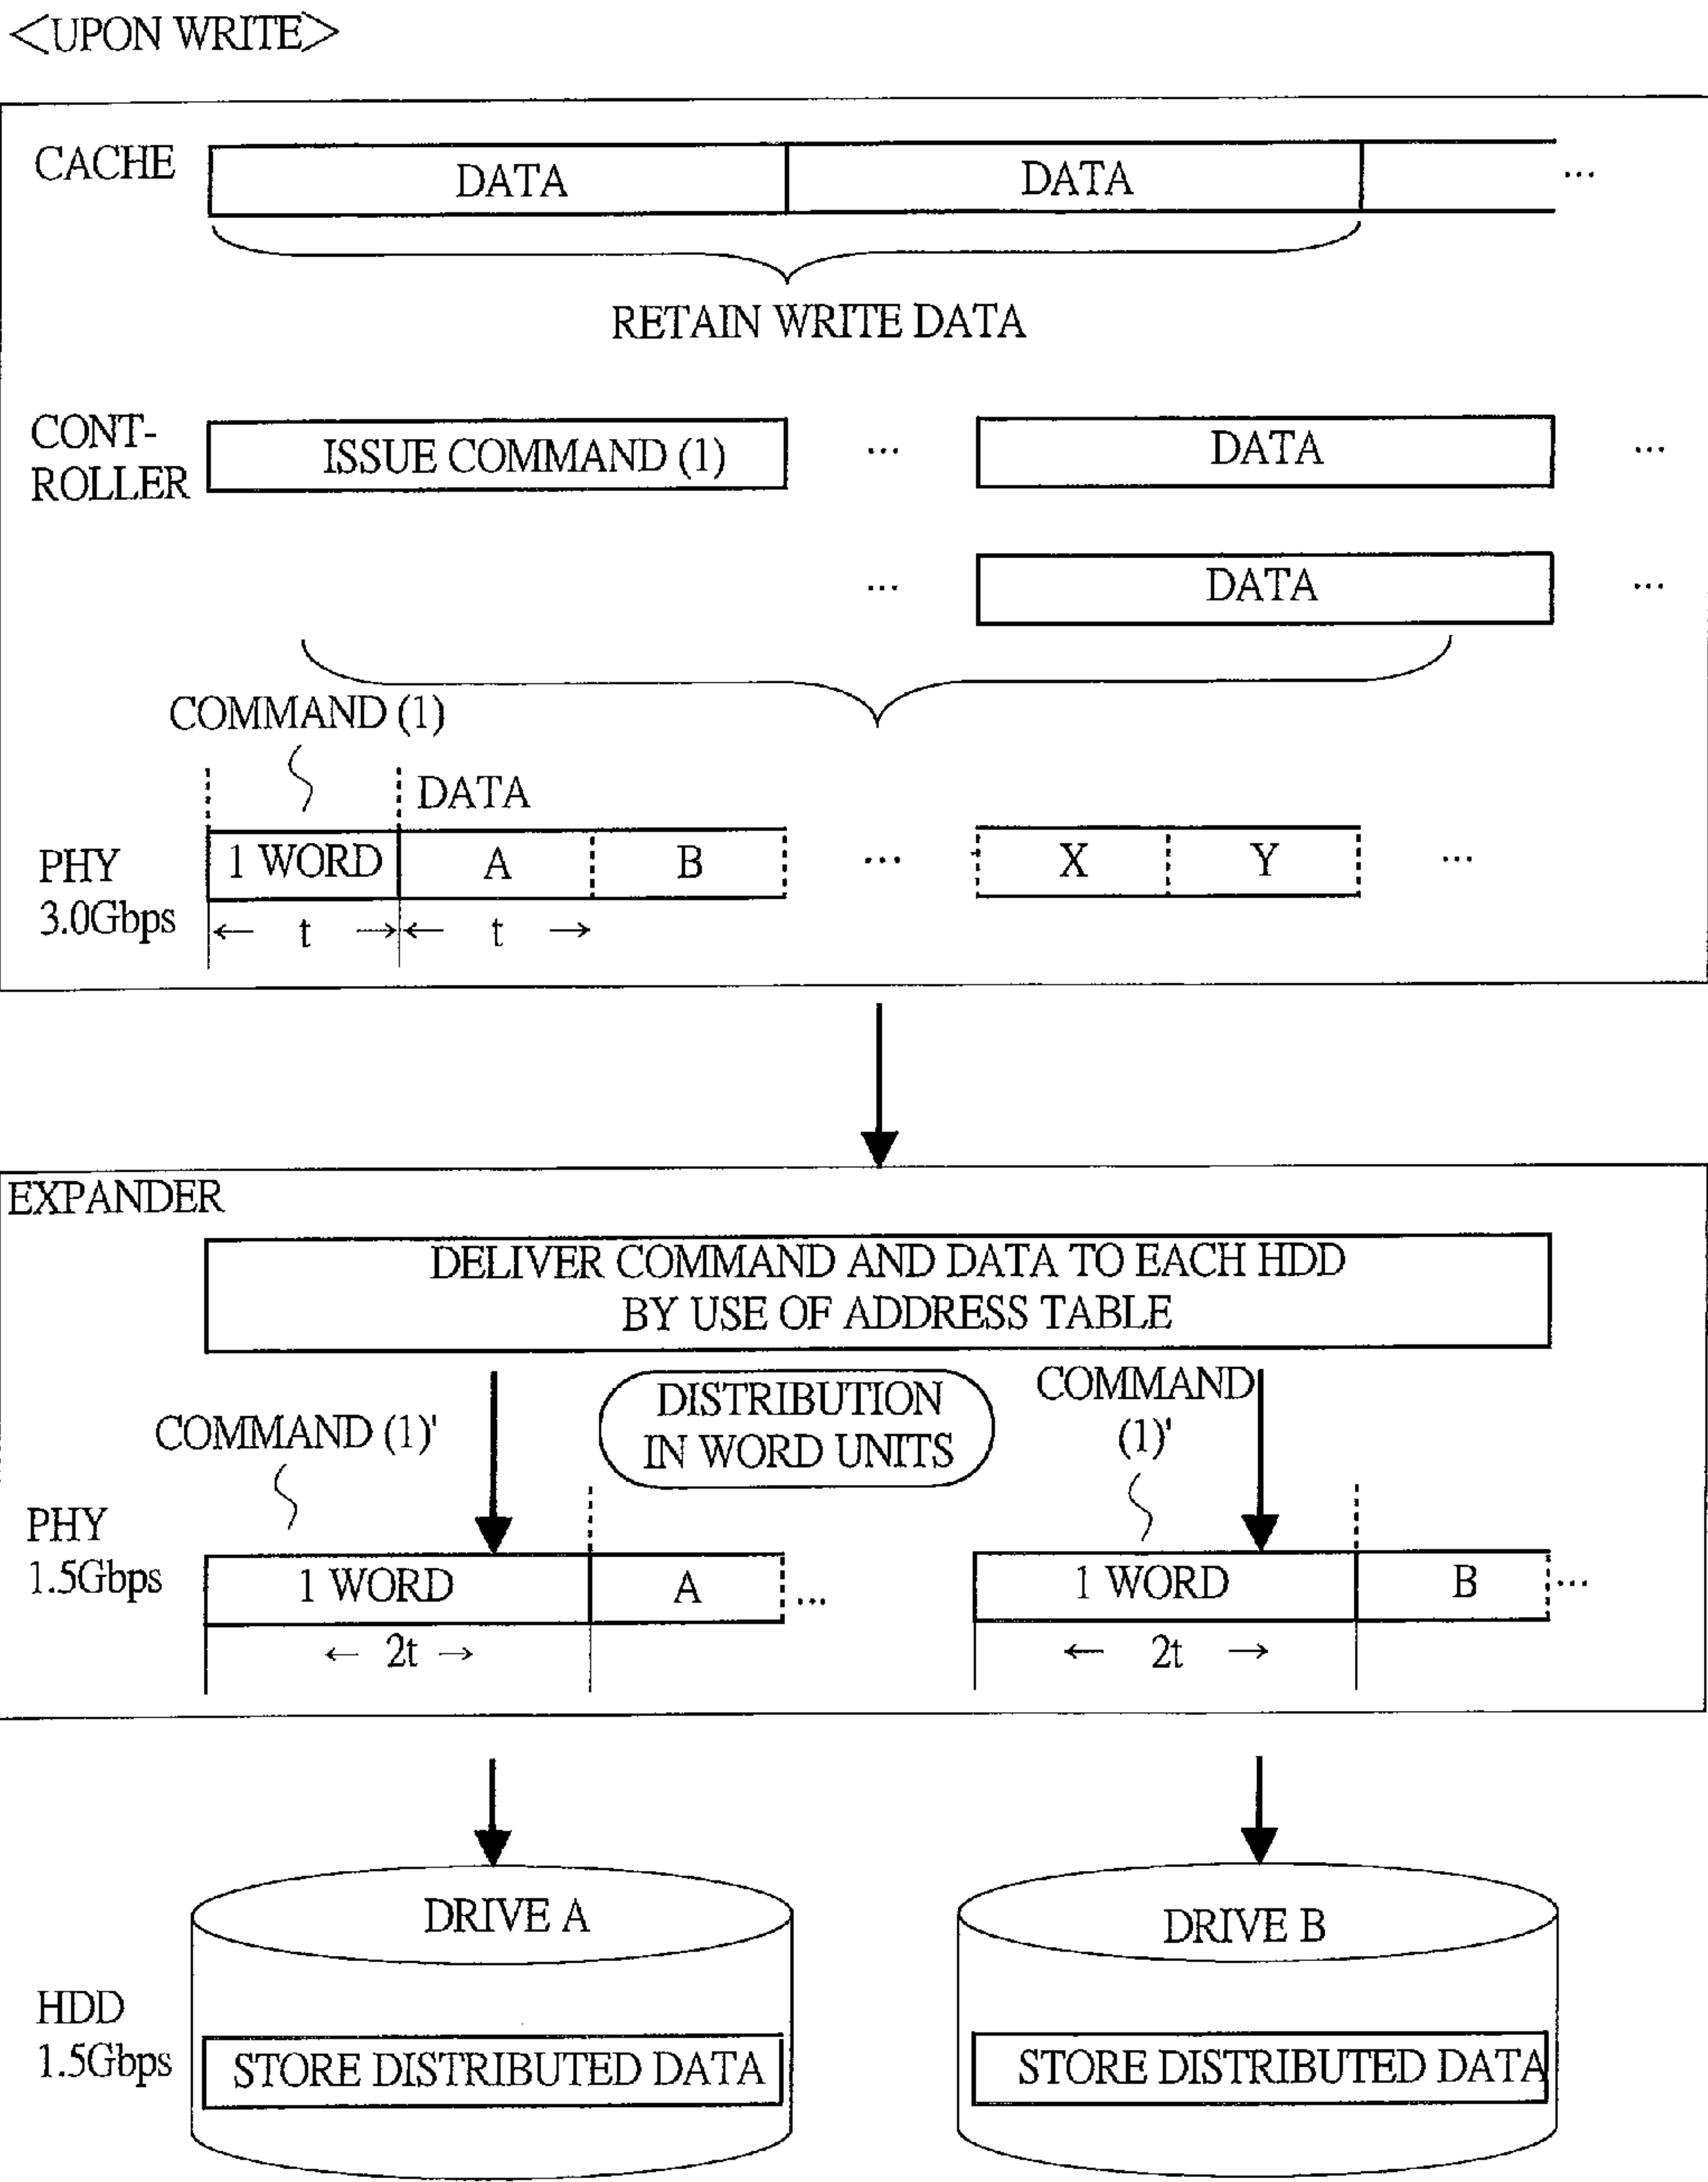 <UPON WRITE>
CACHE
DATA
DATA
...
RETAIN WRITE DATA
CONT-
ROLLER
ISSUE COMMAND (1)
...
DATA
...
...
DATA
...
COMMAND (1)
DATA
PHY
3.0Gbps
1 WORD
A
B
...
X
Y
...
← t →
← t →
EXPANDER
DELIVER COMMAND AND DATA TO EACH HDD
BY USE OF ADDRESS TABLE
COMMAND (1)'
DISTRIBUTION
IN WORD UNITS
COMMAND
(1)'
PHY
1.5Gbps
1 WORD
A
...
1 WORD
B
...
← 2t →
← 2t →
DRIVE A
DRIVE B
HDD
1.5Gbps
STORE DISTRIBUTED DATA
STORE DISTRIBUTED DATA